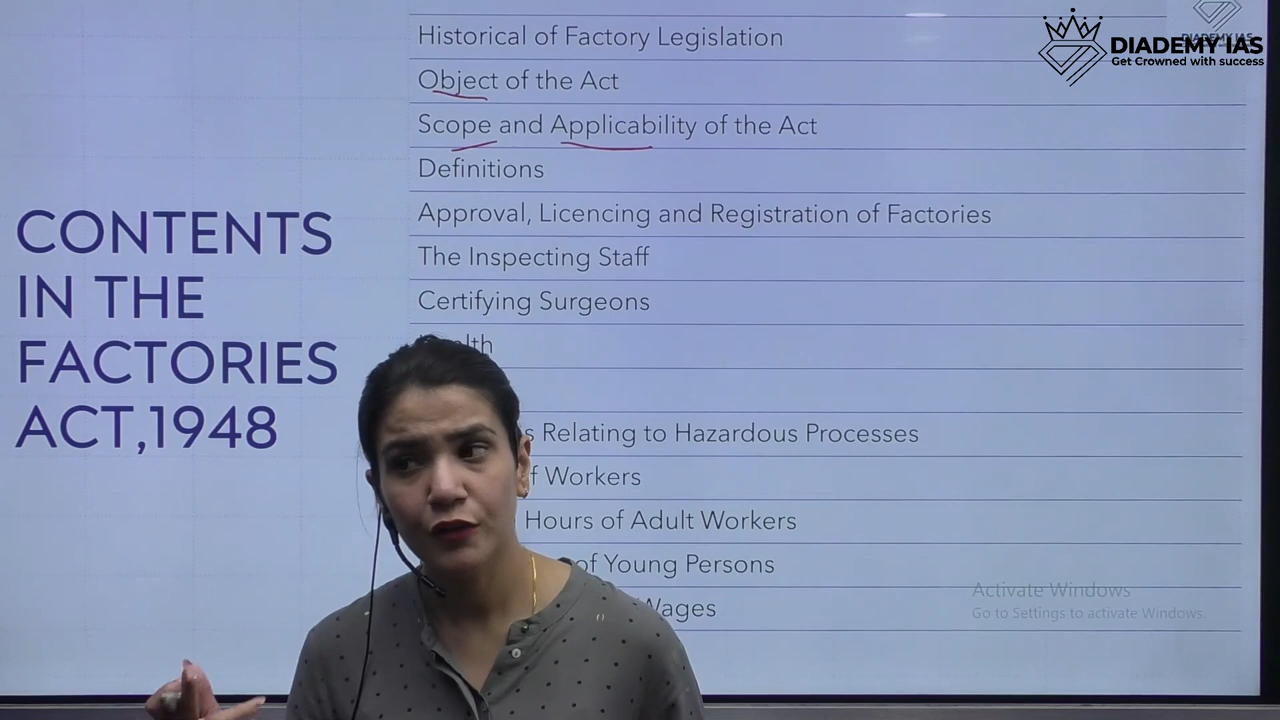 Historical of Factory Legislation
DIADEMY IAS
Get Crowned with success
Object of the Act
Scope and Applicability of the Act
Definitions
Approval, Licencing and Registration of Factories
The Inspecting Staff
Certifying Surgeons
CONTENTS
IN THE
FACTORIES
ACT,1948
Relating to Hazardous Processes
Workers
Hours of Adult Workers
of Young Persons
Wages
Activate Windows
Go to Settings to activate Windows.